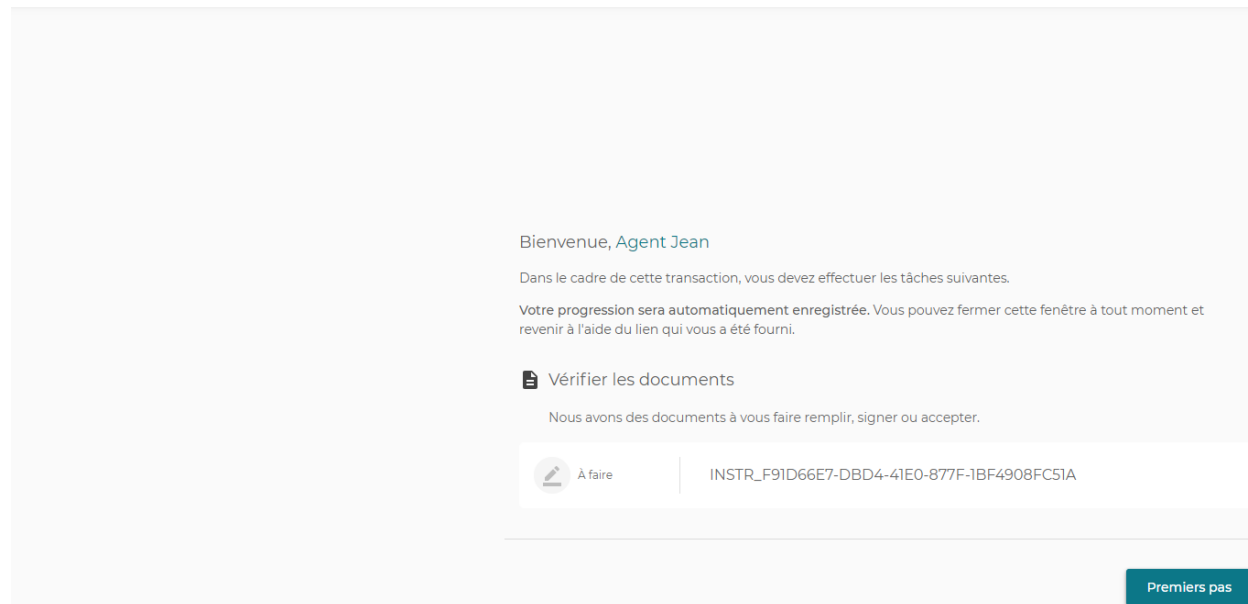 Bienvenue, Agent Jean
Dans le cadre de cette transaction, vous devez effectuer les tâches suivantes.
Votre progression sera automatiquement enregistrée. Vous pouvez fermer cette fenêtre à tout moment et
revenir à l'aide du lien qui vous a été fourni.
Vérifier les documents
Nous avons des documents à vous faire remplir, signer ou accepter.
À faire
INSTR_F91D66E7-DBD4-41E0-877F-1BF4908FC51A
Premiers pas